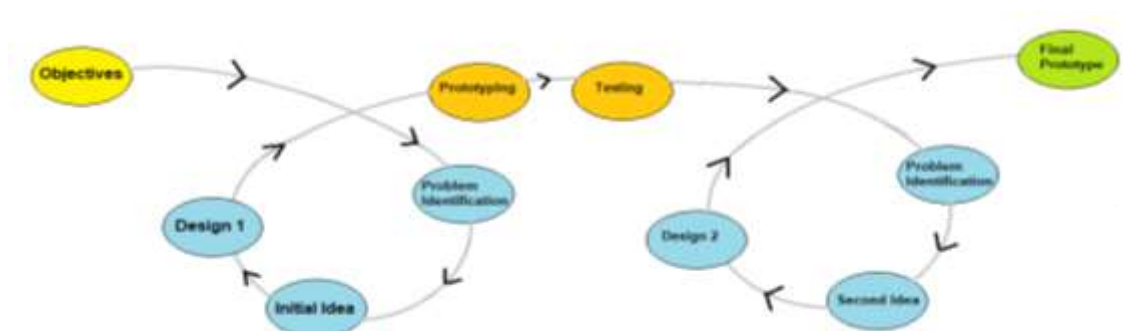 Objectives
Problem
Identification
Initial Idea
Design 1
Prototyping
Testing
Problem
Identification
Second Idea
Design 2
Final
Prototype